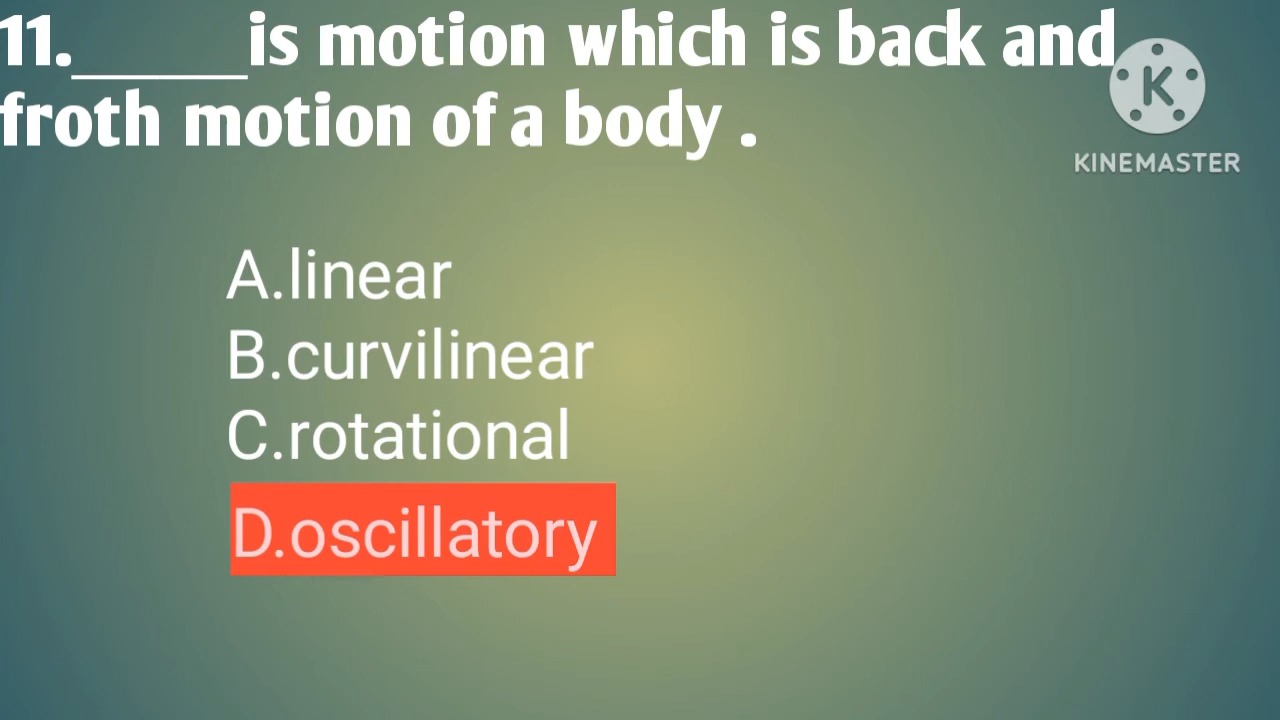 11.______is motion which is back and
froth motion of a body .
K
KINEMASTER
A.linear
B.curvilinear
C.rotational
D.oscillatory